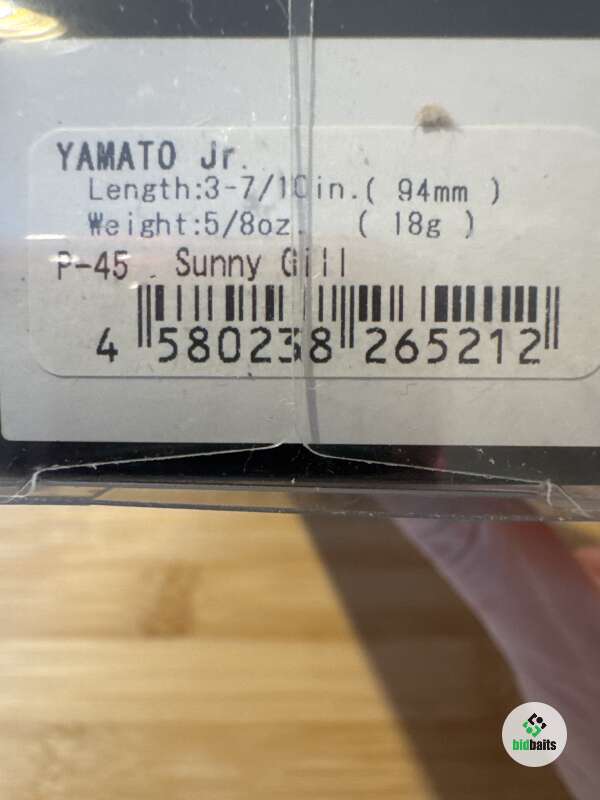 YAMATO Jr.
Length:3-7/10in.( 94mm )
Weight:5/8oz. ( 18g )
P-45 . Sunny Gill
4 580238 265212
bidbaits